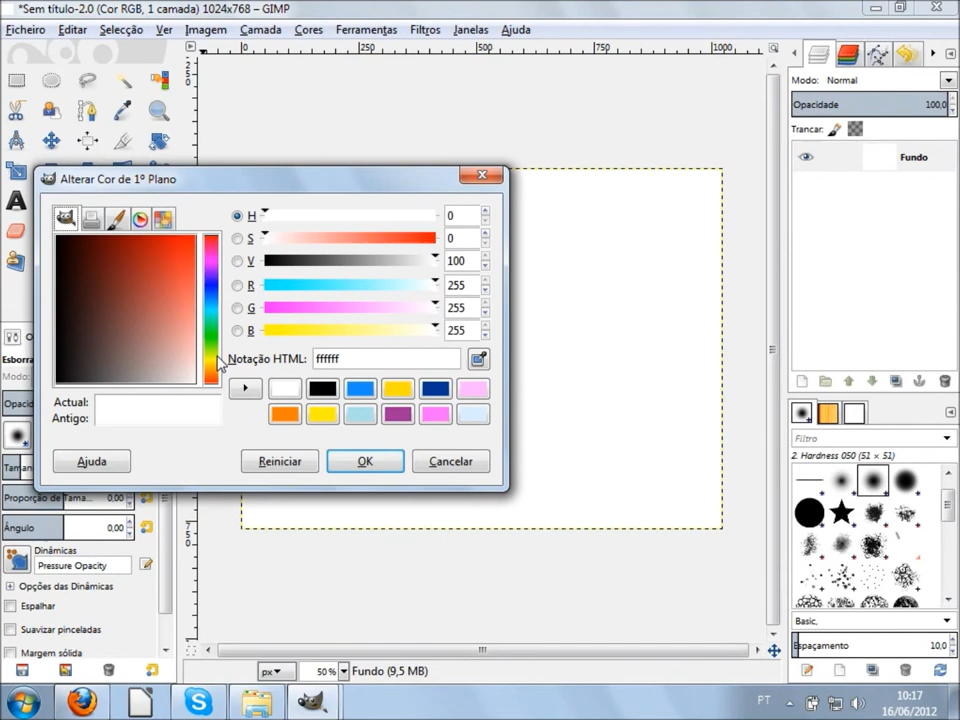 *Sem título-2.0 (Cor RGB, 1 camada) 1024x768 – GIMP
Ficheiro Editar Selecção Ver Imagem Camada Cores Ferramentas Filtros Janelas Ajuda
0 250 500 750 1000
Modo: Normal
Opacidade 100,0
Trancar:
Fundo
Alterar Cor de 1º Plano
H 0
S 0
V 100
R 255
G 255
B 255
Notação HTML: ffffff
Actual:
Antigo:
Ajuda Reiniciar OK Cancelar
Esborra
Modo:
Opacid
Taman
Proporção de Tama... 0,00
Ângulo 0,00
Dinâmicas
Pressure Opacity
Opções das Dinâmicas
Espalhar
Suavizar pinceladas
Margem sólida
Filtro
2. Hardness 050 (51 × 51)
Basic,
Espaçamento 10,0
px 50% Fundo (9,5 MB)
PT 10:17
16/06/2012